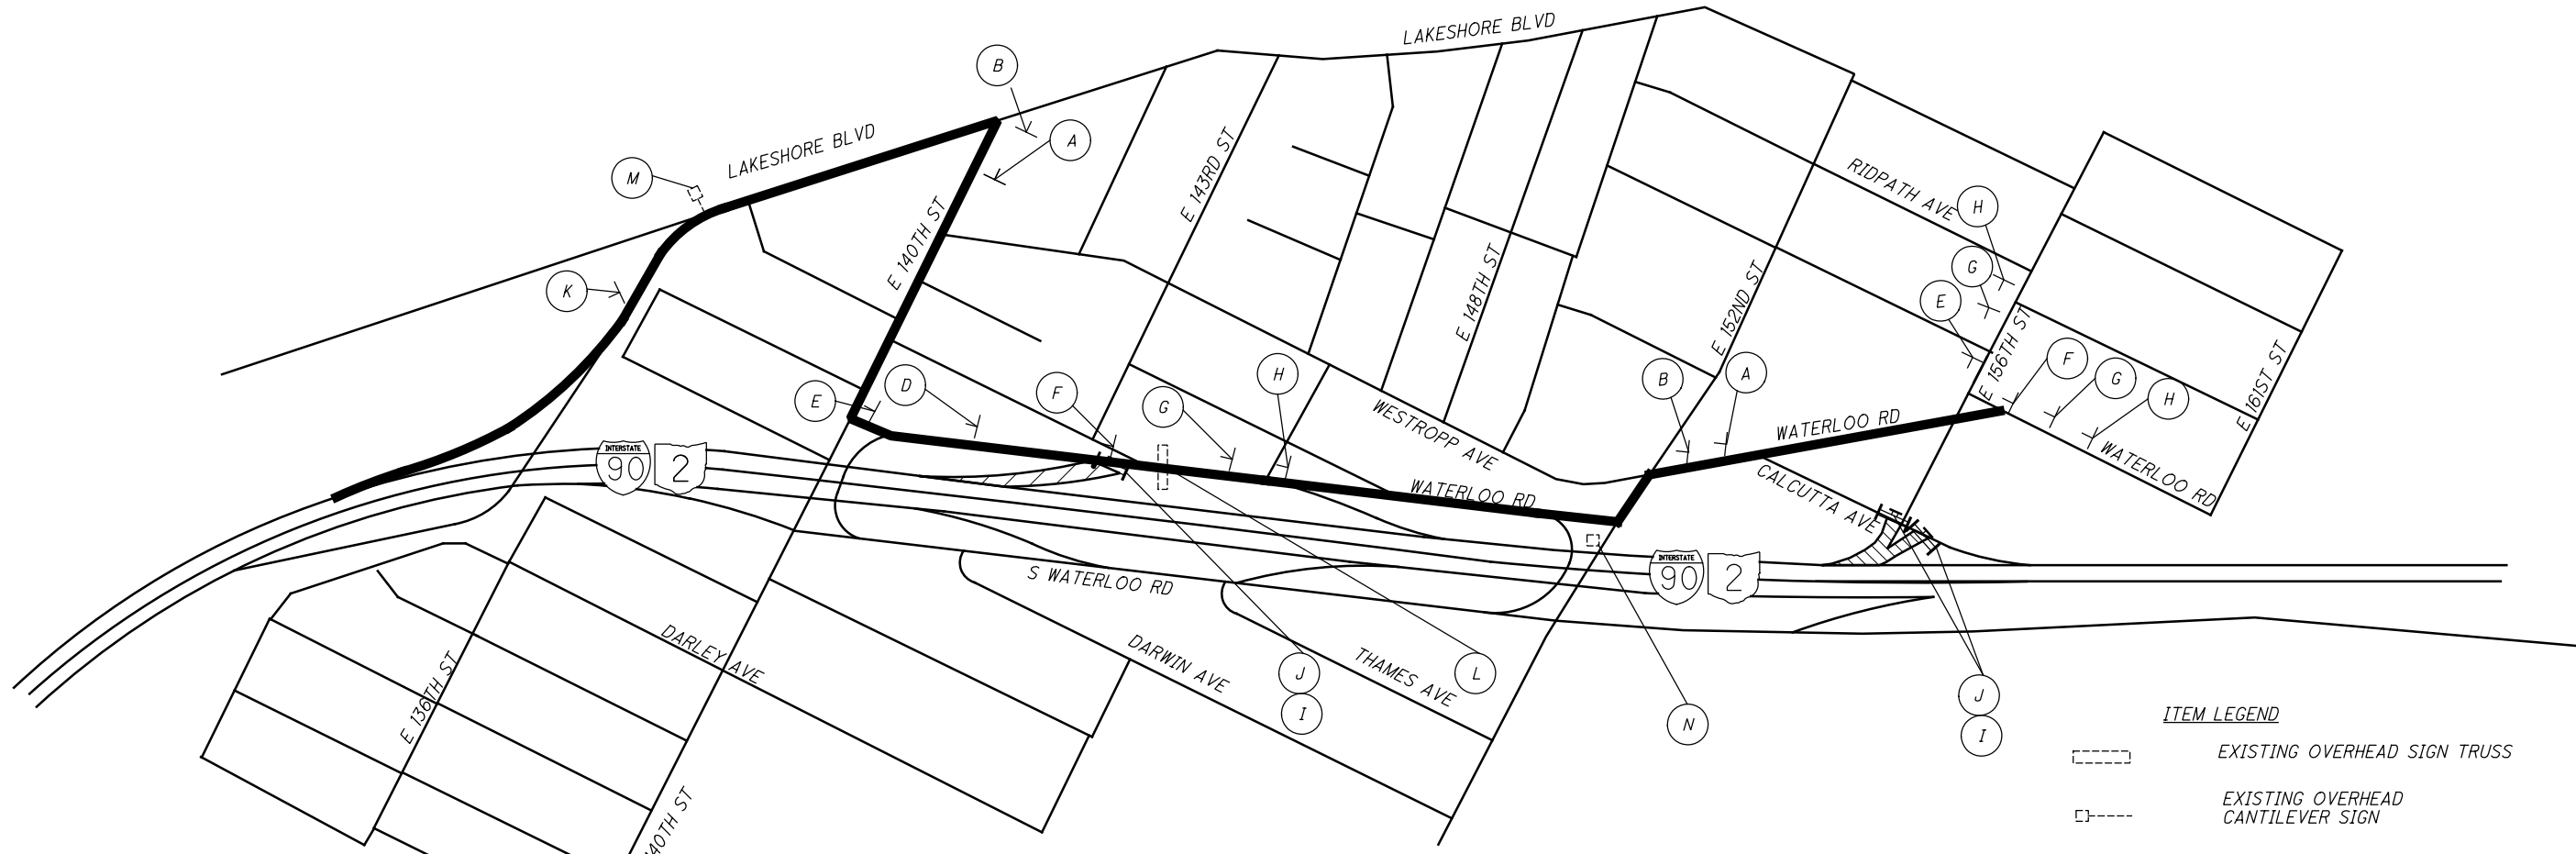 LAKESHORE BLVD
B
A
LAKESHORE BLVD
M
E 143RD ST
RIDPATH AVE
H
K
E 140TH ST
E 148TH ST
E 152ND ST
G
E
E 156TH ST
F
G
H
E 161ST ST
E
D
F
G
H
B
A
WESTROPP AVE
WATERLOO RD
WATERLOO RD
INTERSTATE
90
2
WATERLOO RD
CALCUTTA AVE
S WATERLOO RD
INTERSTATE
90
2
E 136TH ST
DARLEY AVE
DARWIN AVE
THAMES AVE
J
I
L
N
J
I
40TH ST
ITEM LEGEND
EXISTING OVERHEAD SIGN TRUSS
EXISTING OVERHEAD
CANTILEVER SIGN